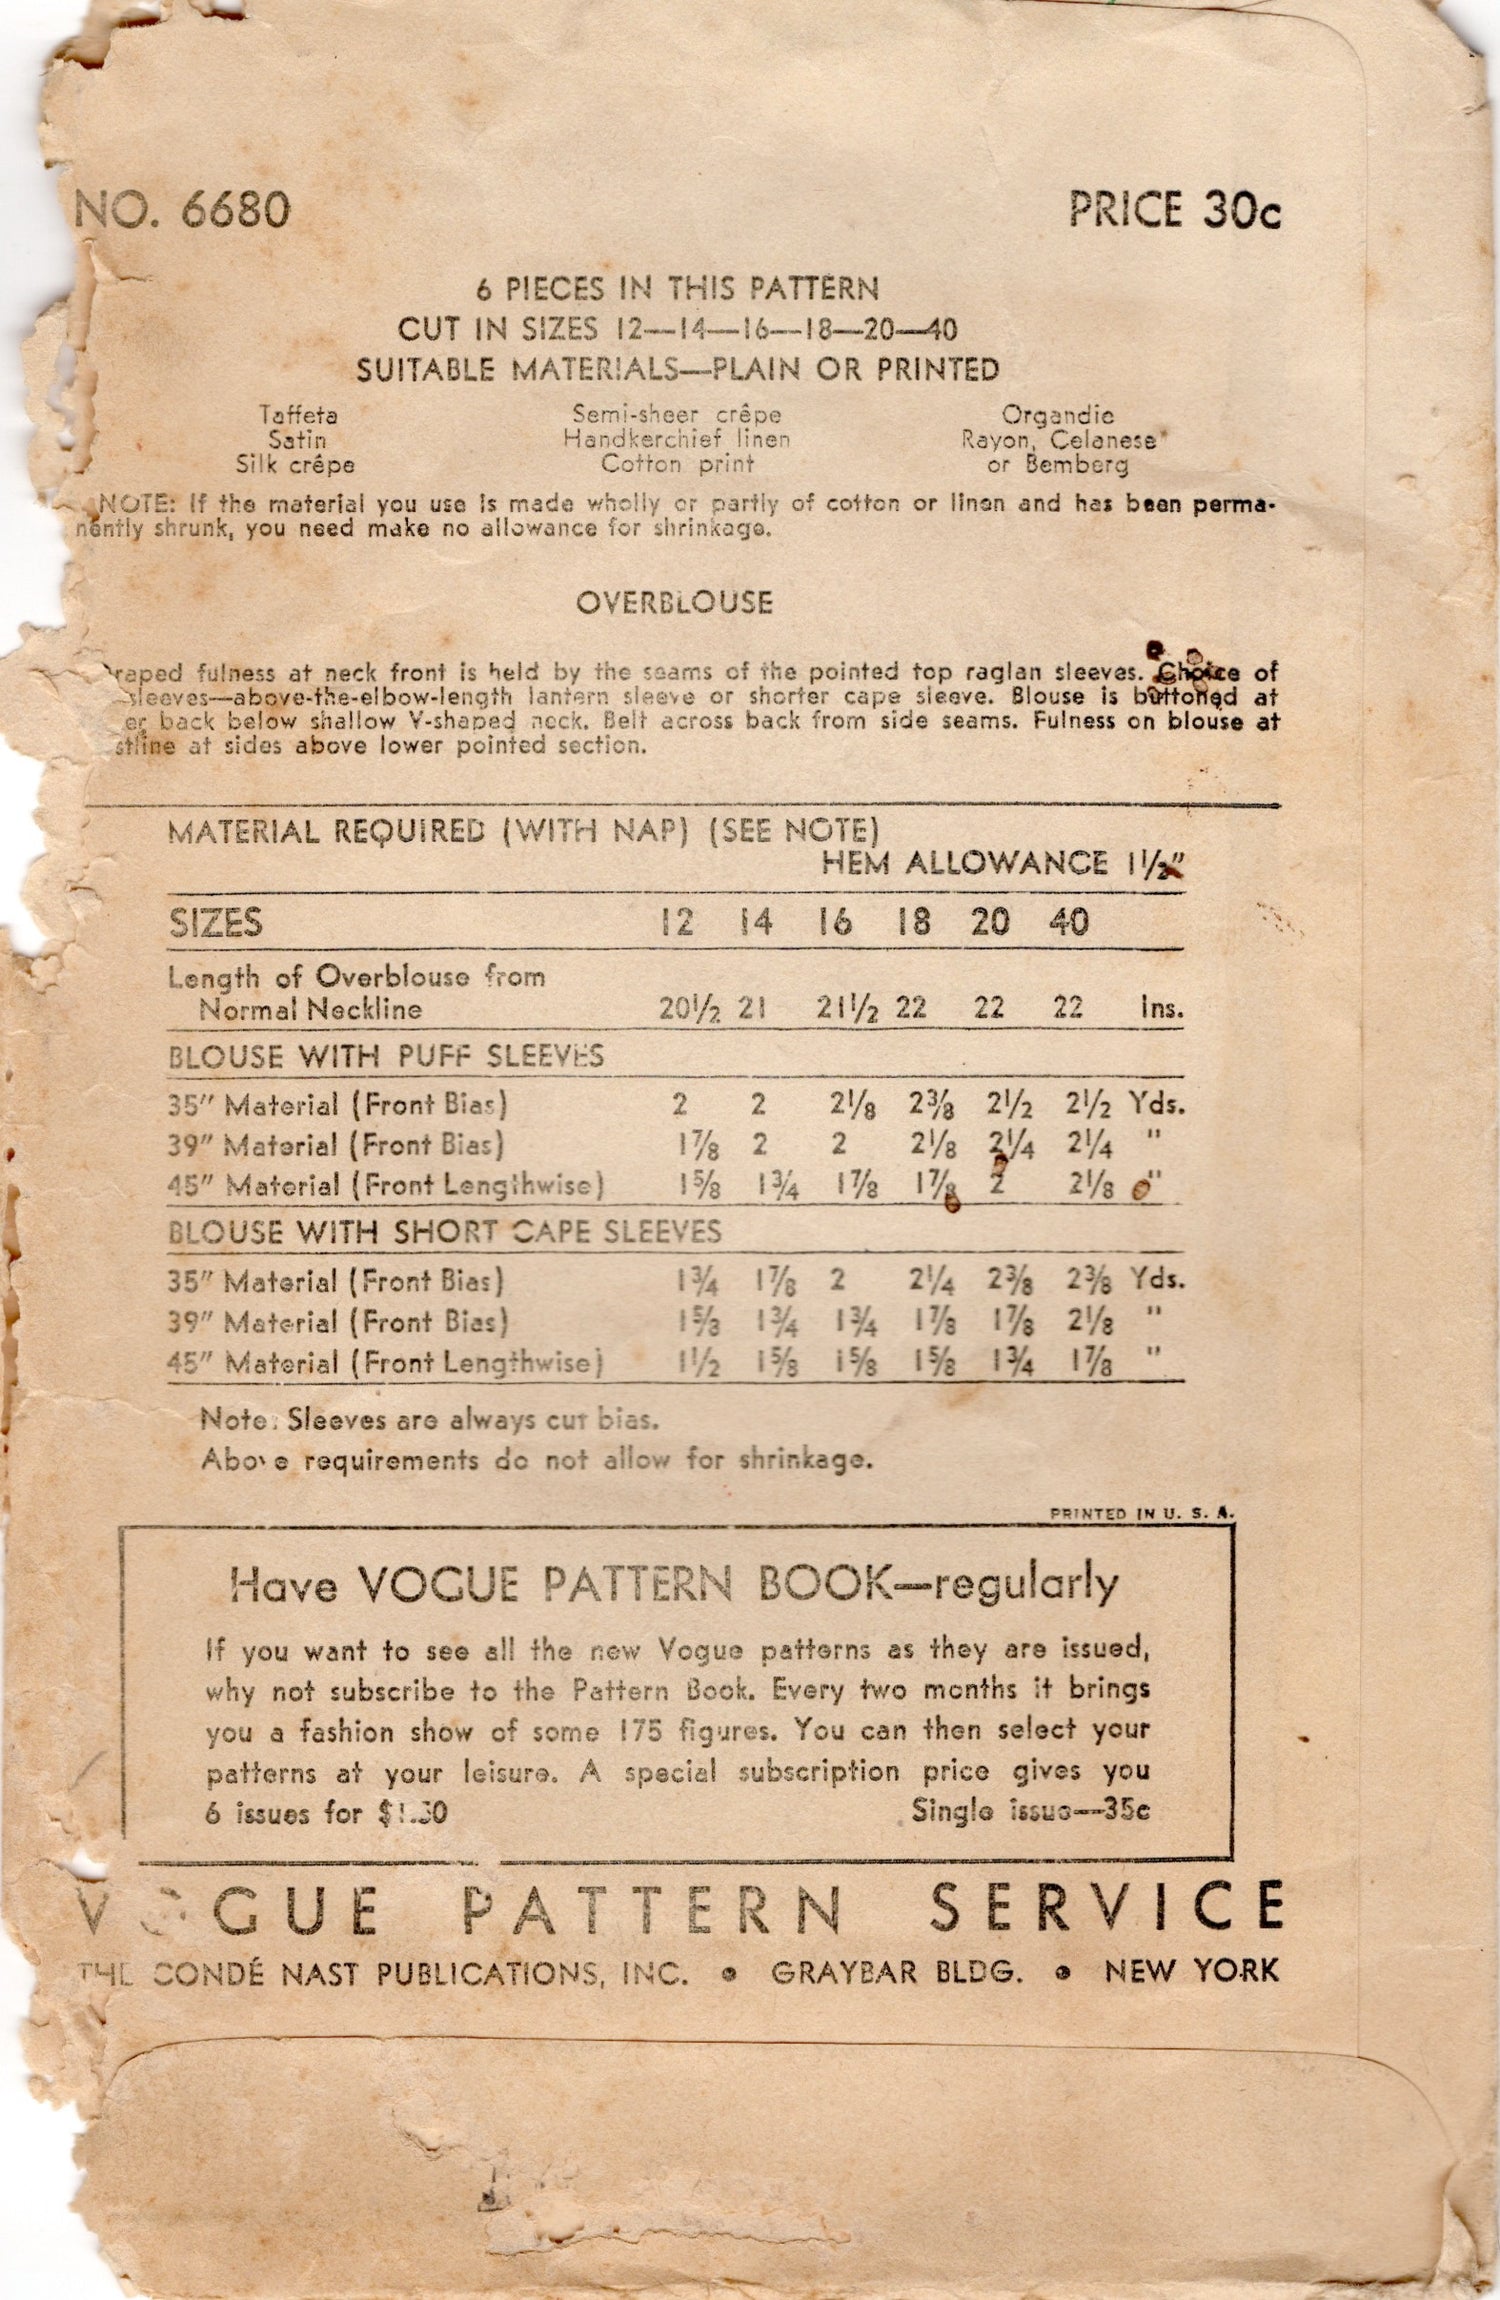 NO. 6680
PRICE 30c
6 PIECES IN THIS PATTERN
CUT IN SIZES 12—14—16—18—20—40
SUITABLE MATERIALS—PLAIN OR PRINTED
Taffeta Semi-sheer crêpe Organdie
Satin Handkerchief linen Rayon, Celanese
Silk crêpe Cotton print or Bemberg
NOTE: If the material you use is made wholly or partly of cotton or linen and has been perma-
nently shrunk, you need make no allowance for shrinkage.
OVERBLOUSE
raped fulness at neck front is held by the seams of the pointed top raglan sleeves. Choice of
sleeves—above-the-elbow-length lantern sleeve or shorter cape sleeve. Blouse is buttoned at
er back below shallow V-shaped neck. Belt across back from side seams. Fulness on blouse at
stline at sides above lower pointed section.
MATERIAL REQUIRED (WITH NAP) (SEE NOTE)
HEM ALLOWANCE 1½"
SIZES 12 14 16 18 20 40
Length of Overblouse from
Normal Neckline 20½ 21 21½ 22 22 22 Ins.
BLOUSE WITH PUFF SLEEVES
35" Material (Front Bias) 2 2 2⅛ 2⅜ 2½ 2½ Yds.
39" Material (Front Bias) 1⅞ 2 2 2⅛ 2¼ 2¼ "
45" Material (Front Lengthwise) 1⅝ 1¾ 1⅞ 1⅞ 2 2⅛ "
BLOUSE WITH SHORT CAPE SLEEVES
35" Material (Front Bias) 1¾ 1⅞ 2 2¼ 2⅜ 2⅜ Yds.
39" Material (Front Bias) 1⅝ 1¾ 1¾ 1⅞ 1⅞ 2⅛ "
45" Material (Front Lengthwise) 1½ 1⅝ 1⅝ 1⅝ 1¾ 1⅞ "
Note: Sleeves are always cut bias.
Above requirements do not allow for shrinkage.
PRINTED IN U. S. A.
Have VOGUE PATTERN BOOK—regularly
If you want to see all the new Vogue patterns as they are issued,
why not subscribe to the Pattern Book. Every two months it brings
you a fashion show of some 175 figures. You can then select your
patterns at your leisure. A special subscription price gives you
6 issues for Single issue—35c
VOGUE PATTERN SERVICE
THE CONDÉ NAST PUBLICATIONS, INC. • GRAYBAR BLDG. • NEW YORK